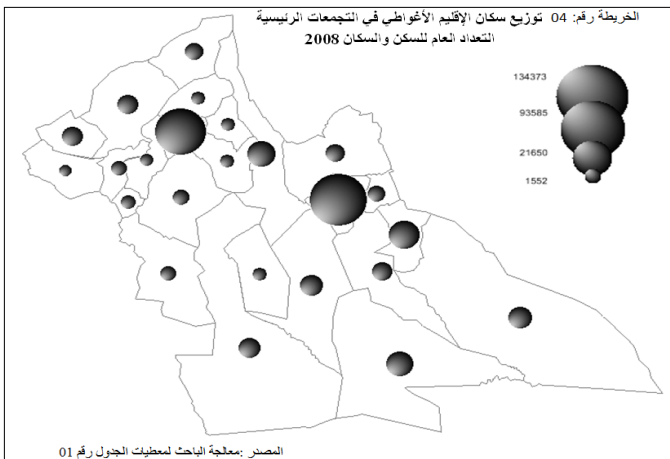 الخريطة رقم: 04 توزيع سكان الإقليم الأغواطي في التجمعات الرئيسية
التعداد العام للسكن والسكان 2008
134373
93585
21650
1552
المصدر :معالجة الباحث لمعطيات الجدول رقم 01